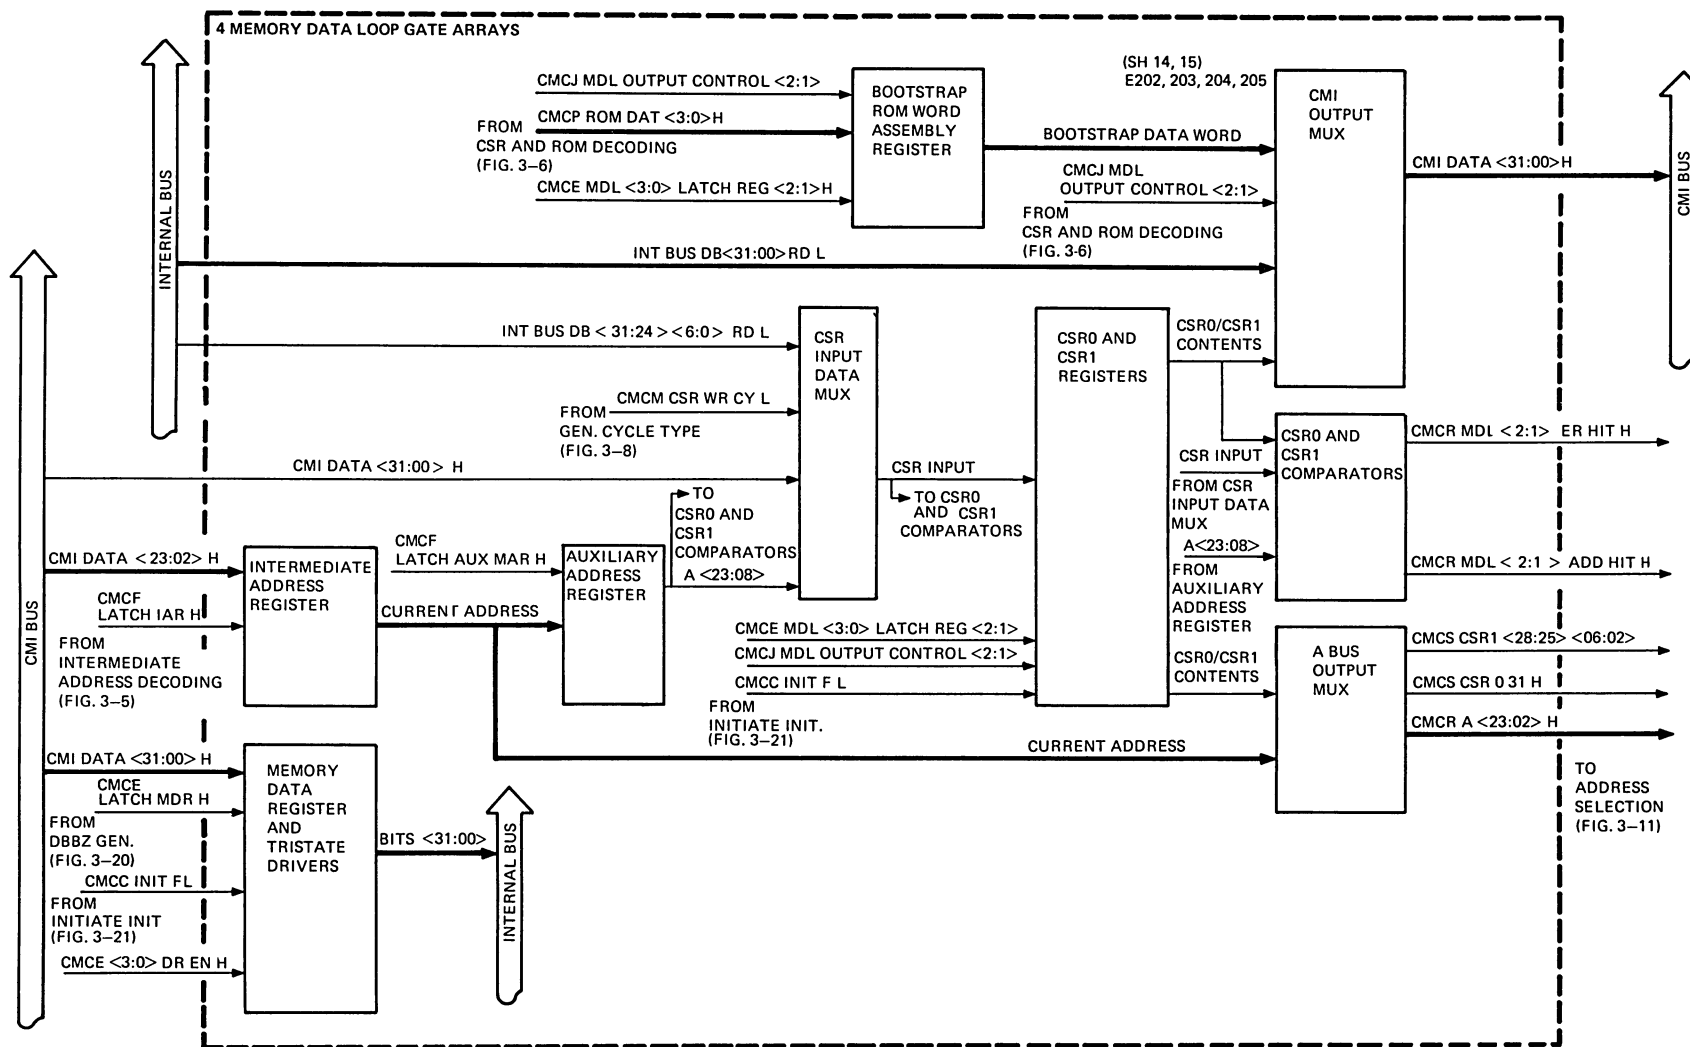 4 MEMORY DATA LOOP GATE ARRAYS
(SH 14, 15)
E202, 203, 204, 205
CMCJ MDL OUTPUT CONTROL <2:1>
CMCP ROM DAT <3:0>H
FROM
CSR AND ROM DECODING
(FIG. 3–6)
CMCE MDL <3:0> LATCH REG <2:1>H
BOOTSTRAP
ROM WORD
ASSEMBLY
REGISTER
BOOTSTRAP DATA WORD
CMCJ MDL
OUTPUT CONTROL <2:1>
FROM
CSR AND ROM DECODING
(FIG. 3-6)
CMI
OUTPUT
MUX
CMI DATA <31:00>H
CMI BUS
INTERNAL BUS
INT BUS DB<31:00>RD L
INT BUS DB < 31:24 > <6:0> RD L
CMCM CSR WR CY L
FROM
GEN. CYCLE TYPE
(FIG. 3–8)
CMI DATA <31:00> H
CSR
INPUT
DATA
MUX
CSR INPUT
TO CSR0
AND CSR1
COMPARATORS
CSR0 AND
CSR1
REGISTERS
CSR0/CSR1
CONTENTS
CSR0 AND
CSR1
COMPARATORS
CSR INPUT
FROM CSR
INPUT DATA
MUX
A<23:08>
FROM
AUXILIARY
ADDRESS
REGISTER
CMCR MDL < 2:1> ER HIT H
CMCR MDL < 2:1 > ADD HIT H
CMI BUS
CMI DATA < 23:02> H
CMCF
LATCH IAR H
FROM
INTERMEDIATE
ADDRESS DECODING
(FIG. 3–5)
INTERMEDIATE
ADDRESS
REGISTER
CURRENT ADDRESS
CMCF
LATCH AUX MAR H
AUXILIARY
ADDRESS
REGISTER
TO
CSR0 AND
CSR1
COMPARATORS
A <23:08>
CMCE MDL <3:0> LATCH REG <2:1>
CMCJ MDL OUTPUT CONTROL <2:1>
CMCC INIT F L
FROM
INITIATE INIT.
(FIG. 3–21)
CSR0/CSR1
CONTENTS
CURRENT ADDRESS
A BUS
OUTPUT
MUX
CMCS CSR1 <28:25> <06:02>
CMCS CSR 0 31 H
CMCR A <23:02> H
TO
ADDRESS
SELECTION
(FIG. 3–11)
CMI DATA <31:00> H
CMCE
LATCH MDR H
FROM
DBBZ GEN.
(FIG. 3–20)
CMCC INIT FL
FROM
INITIATE INIT
(FIG. 3–21)
CMCE <3:0> DR EN H
MEMORY
DATA
REGISTER
AND
TRISTATE
DRIVERS
BITS <31:00>
INTERNAL BUS